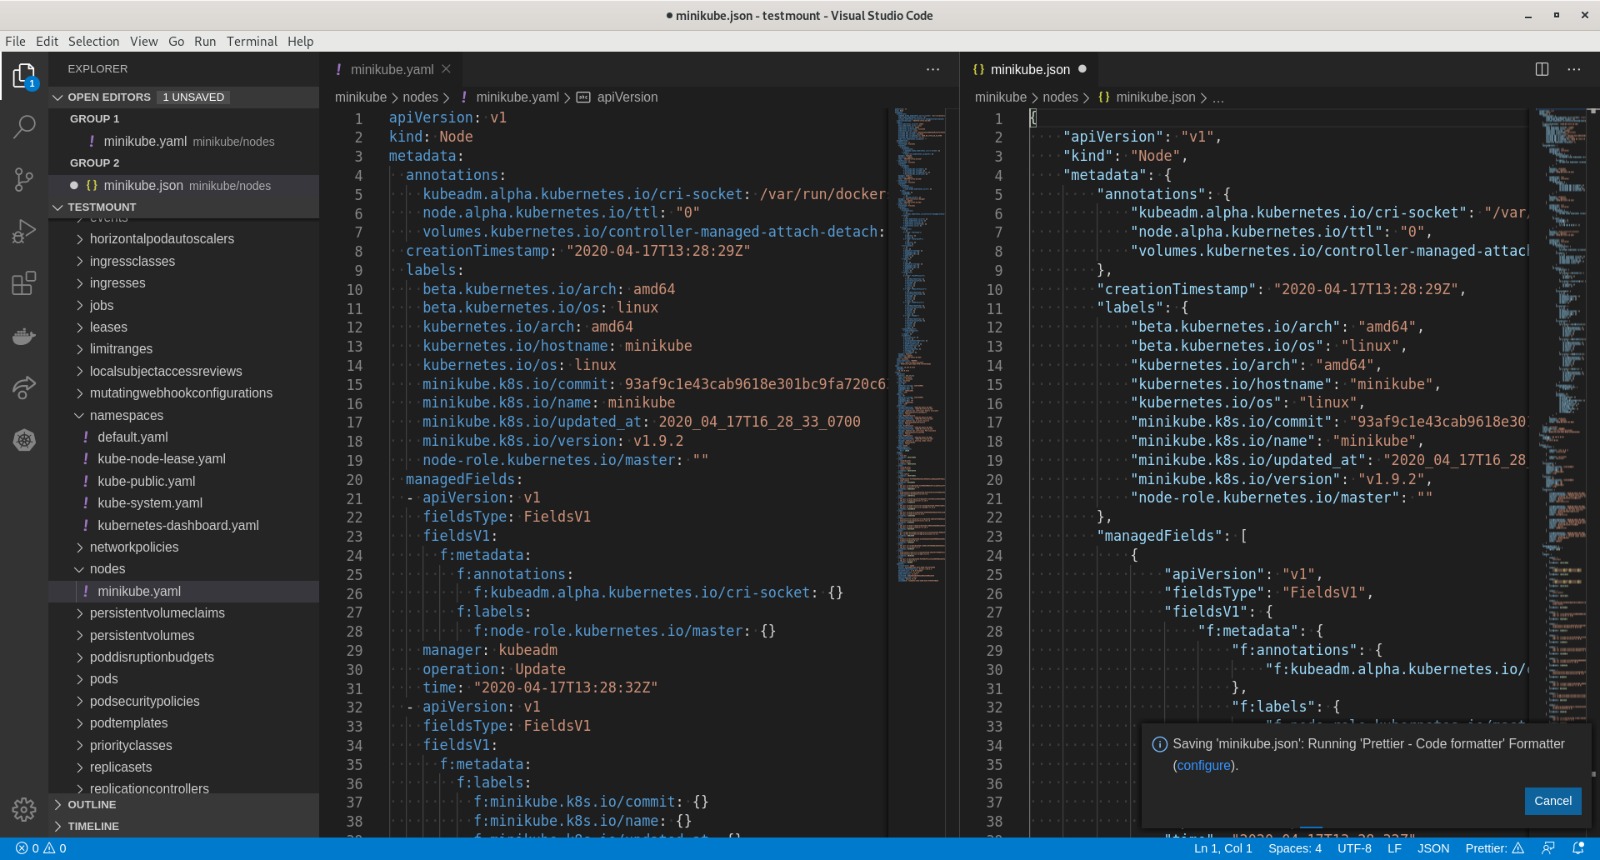 minikube.json - testmount - Visual Studio Code
File Edit Selection View Go Run Terminal Help
1
EXPLORER
OPEN EDITORS 1 UNSAVED
GROUP 1
! minikube.yaml minikube/nodes
GROUP 2
{} minikube.json minikube/nodes
TESTMOUNT
events
horizontalpodautoscalers
ingressclasses
ingresses
jobs
leases
limitranges
localsubjectaccessreviews
mutatingwebhookconfigurations
namespaces
! default.yaml
! kube-node-lease.yaml
! kube-public.yaml
! kube-system.yaml
! kubernetes-dashboard.yaml
networkpolicies
nodes
! minikube.yaml
persistentvolumeclaims
persistentvolumes
poddisruptionbudgets
pods
podsecuritypolicies
podtemplates
priorityclasses
replicasets
replicationcontrollers
OUTLINE
TIMELINE
! minikube.yaml
minikube > nodes > ! minikube.yaml > apiVersion
1 apiVersion: v1
2 kind: Node
3 metadata:
4 annotations:
5 kubeadm.alpha.kubernetes.io/cri-socket: /var/run/docker
6 node.alpha.kubernetes.io/ttl: "0"
7 volumes.kubernetes.io/controller-managed-attach-detach:
8 creationTimestamp: "2020-04-17T13:28:29Z"
9 labels:
10 beta.kubernetes.io/arch: amd64
11 beta.kubernetes.io/os: linux
12 kubernetes.io/arch: amd64
13 kubernetes.io/hostname: minikube
14 kubernetes.io/os: linux
15 minikube.k8s.io/commit: 93af9c1e43cab9618e301bc9fa720c6
16 minikube.k8s.io/name: minikube
17 minikube.k8s.io/updated_at: 2020_04_17T16_28_33_0700
18 minikube.k8s.io/version: v1.9.2
19 node-role.kubernetes.io/master: ""
20 managedFields:
21 - apiVersion: v1
22 fieldsType: FieldsV1
23 fieldsV1:
24 f:metadata:
25 f:annotations:
26 f:kubeadm.alpha.kubernetes.io/cri-socket: {}
27 f:labels:
28 f:node-role.kubernetes.io/master: {}
29 manager: kubeadm
30 operation: Update
31 time: "2020-04-17T13:28:32Z"
32 - apiVersion: v1
33 fieldsType: FieldsV1
34 fieldsV1:
35 f:metadata:
36 f:labels:
37 f:minikube.k8s.io/commit: {}
38 f:minikube.k8s.io/name: {}
39 f:minikube.k8s.io/updated_at: {}
{} minikube.json
minikube > nodes > {} minikube.json > ...
1 {
2 "apiVersion": "v1",
3 "kind": "Node",
4 "metadata": {
5 "annotations": {
6 "kubeadm.alpha.kubernetes.io/cri-socket": "/var
7 "node.alpha.kubernetes.io/ttl": "0",
8 "volumes.kubernetes.io/controller-managed-attac
9 },
10 "creationTimestamp": "2020-04-17T13:28:29Z",
11 "labels": {
12 "beta.kubernetes.io/arch": "amd64",
13 "beta.kubernetes.io/os": "linux",
14 "kubernetes.io/arch": "amd64",
15 "kubernetes.io/hostname": "minikube",
16 "kubernetes.io/os": "linux",
17 "minikube.k8s.io/commit": "93af9c1e43cab9618e30
18 "minikube.k8s.io/name": "minikube",
19 "minikube.k8s.io/updated_at": "2020_04_17T16_28_
20 "minikube.k8s.io/version": "v1.9.2",
21 "node-role.kubernetes.io/master": ""
22 },
23 "managedFields": [
24 {
25 "apiVersion": "v1",
26 "fieldsType": "FieldsV1",
27 "fieldsV1": {
28 "f:metadata": {
29 "f:annotations": {
30 "f:kubeadm.alpha.kubernetes.io/
31 },
32 "f:labels": {
33
34
35
36
37
38
39 "time": "2020-04-17T13:28:32Z"
Saving 'minikube.json': Running 'Prettier - Code formatter' Formatter
(configure).
Cancel
0 0
Ln 1, Col 1 Spaces: 4 UTF-8 LF JSON Prettier: